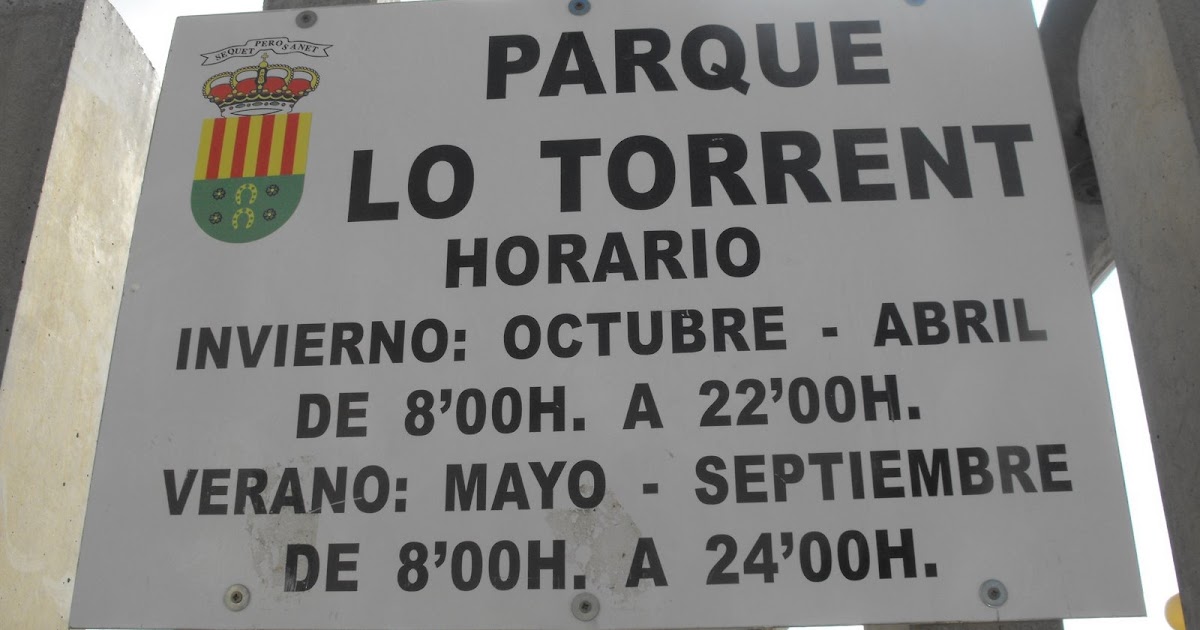 SEQUET PERO SANET
PARQUE
LO TORRENT
HORARIO
INVIERNO: OCTUBRE - ABRIL
DE 8’00H. A 22’00H.
VERANO: MAYO - SEPTIEMBRE
DE 8’00H. A 24’00H.